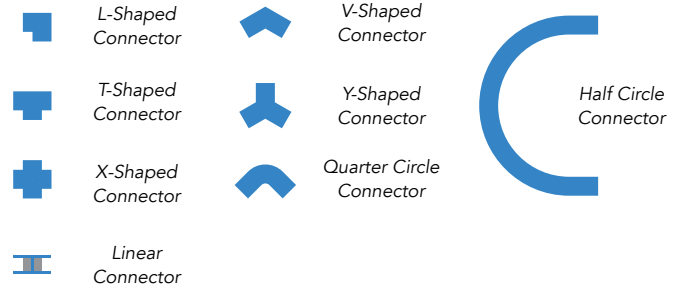 L-Shaped
Connector
T-Shaped
Connector
X-Shaped
Connector
Linear
Connector
V-Shaped
Connector
Y-Shaped
Connector
Quarter Circle
Connector
Half Circle
Connector